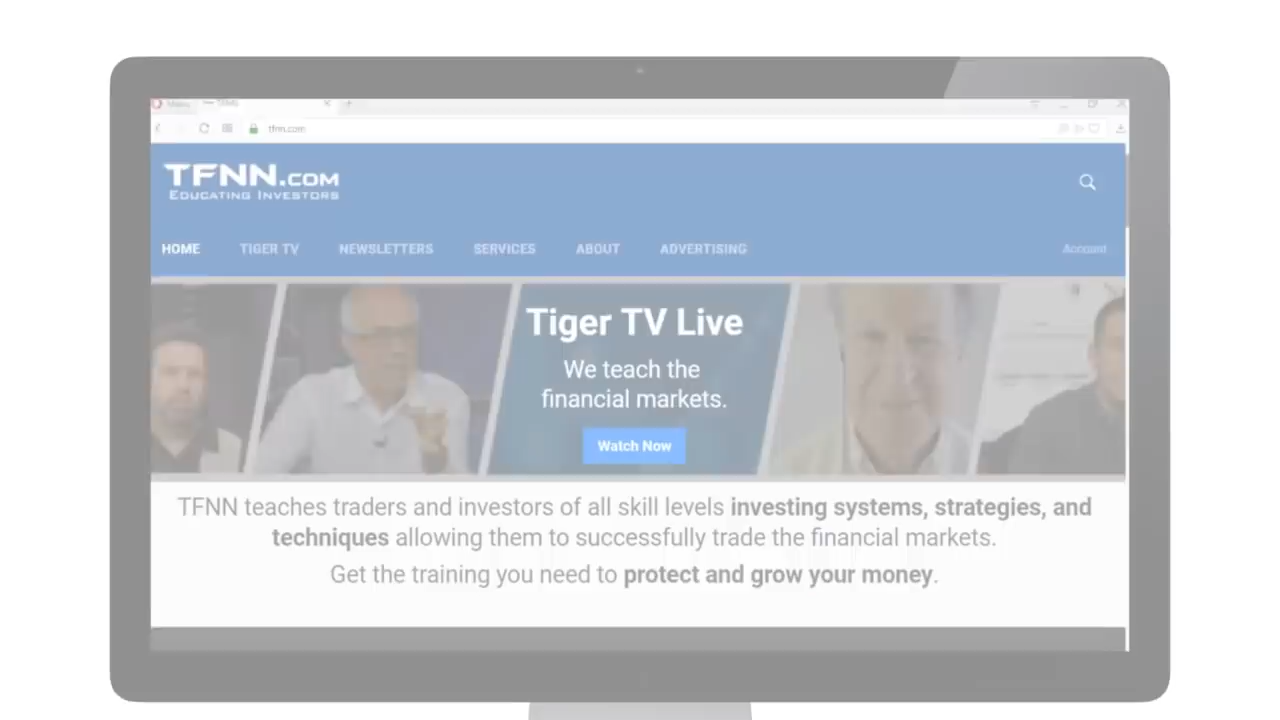 tfnn.com
TFNN.COM
EDUCATING INVESTORS
HOME TIGER TV NEWSLETTERS SERVICES ABOUT ADVERTISING Account
Tiger TV Live
We teach the
financial markets.
Watch Now
TFNN teaches traders and investors of all skill levels investing systems, strategies, and
techniques allowing them to successfully trade the financial markets.
Get the training you need to protect and grow your money.